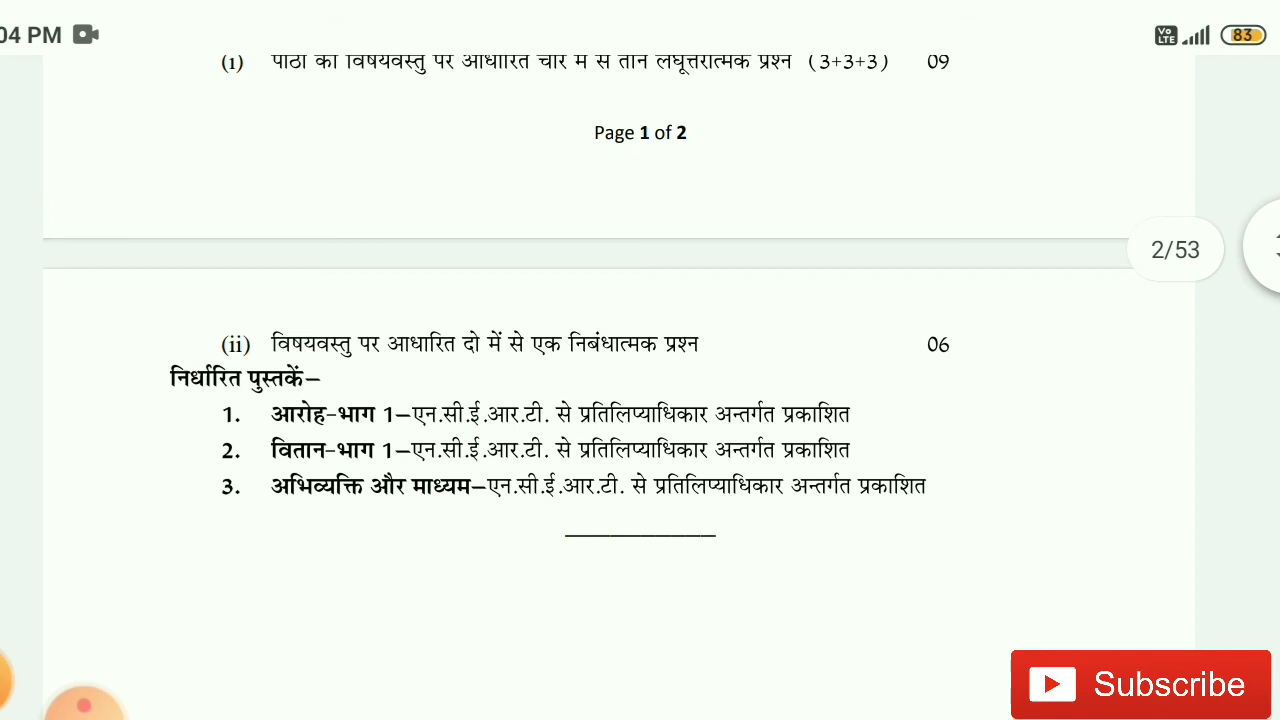 04 PM
Vo LTE
83
(i) पाठों की विषयवस्तु पर आधारित चार में से तीन लघूत्तरात्मक प्रश्न (3+3+3) 09
Page 1 of 2
2/53
(ii) विषयवस्तु पर आधारित दो में से एक निबंधात्मक प्रश्न 06
निर्धारित पुस्तकें–
1. आरोह-भाग 1–एन.सी.ई.आर.टी. से प्रतिलिप्याधिकार अन्तर्गत प्रकाशित
2. वितान-भाग 1–एन.सी.ई.आर.टी. से प्रतिलिप्याधिकार अन्तर्गत प्रकाशित
3. अभिव्यक्ति और माध्यम–एन.सी.ई.आर.टी. से प्रतिलिप्याधिकार अन्तर्गत प्रकाशित
Subscribe